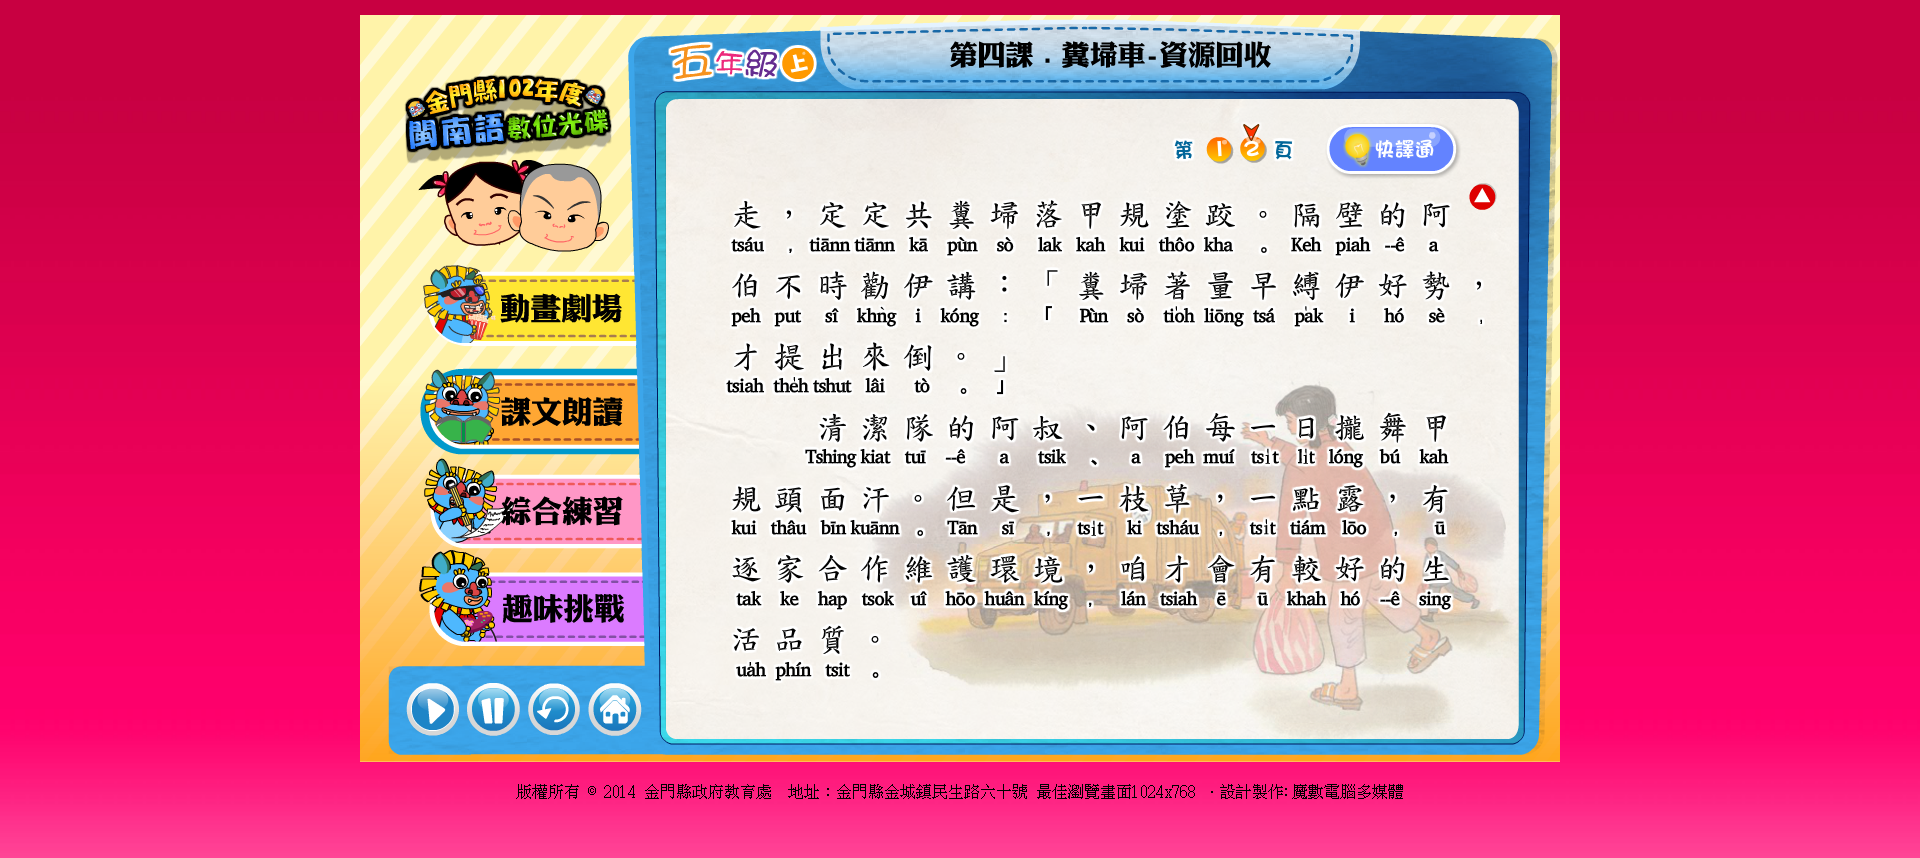 五年級上
第四課．糞埽車-資源回收
金門縣102年度
閩南語數位光碟
第 1 2 頁
快譯通
動畫劇場
課文朗讀
綜合練習
趣味挑戰
走，定定共糞埽落甲規塗跤。隔壁的阿
tsáu , tiānn tiānn kā pùn sò lak kah kui thôo kha 。 Keh piah --ê a
伯不時勸伊講：「糞埽著量早縛伊好勢，
peh put sî khǹg i kóng : 「 Pùn sò tio̍h liōng tsá pa̍k i hó sè ,
才提出來倒。」
tsiah the̍h tshut lâi tò 。 」
清潔隊的阿叔、阿伯每一日攏舞甲
Tshing kiat tuī --ê a tsik 、 a peh muí tsi̍t li̍t lóng bú kah
規頭面汗。但是，一枝草，一點露，有
kui thâu bīn kuānn 。 Tān sī , tsi̍t ki tsháu , tsi̍t tiám lōo , ū
逐家合作維護環境，咱才會有較好的生
tak ke hap tsok uî hōo huân kíng , lán tsiah ē ū khah hó --ê sing
活品質。
ua̍h phín tsit 。
版權所有 © 2014 金門縣政府教育處 地址：金門縣金城鎮民生路六十號 最佳瀏覽畫面1024x768 ．設計製作:魔數電腦多媒體